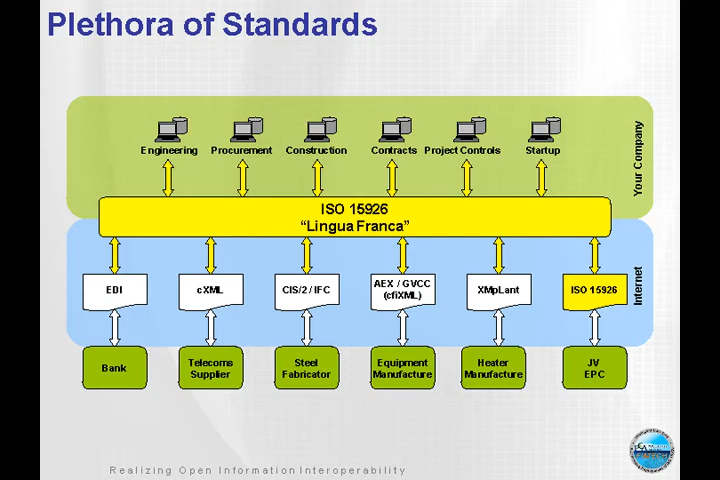 Plethora of Standards
Engineering
Procurement
Construction
Contracts
Project Controls
Startup
Your Company
ISO 15926
“Lingua Franca”
EDI
cXML
CIS/2 / IFC
AEX / GVCC
(cfiXML)
XMpLant
ISO 15926
Internet
Bank
Telecoms
Supplier
Steel
Fabricator
Equipment
Manufacture
Heater
Manufacture
JV
EPC
Realizing Open Information Interoperability